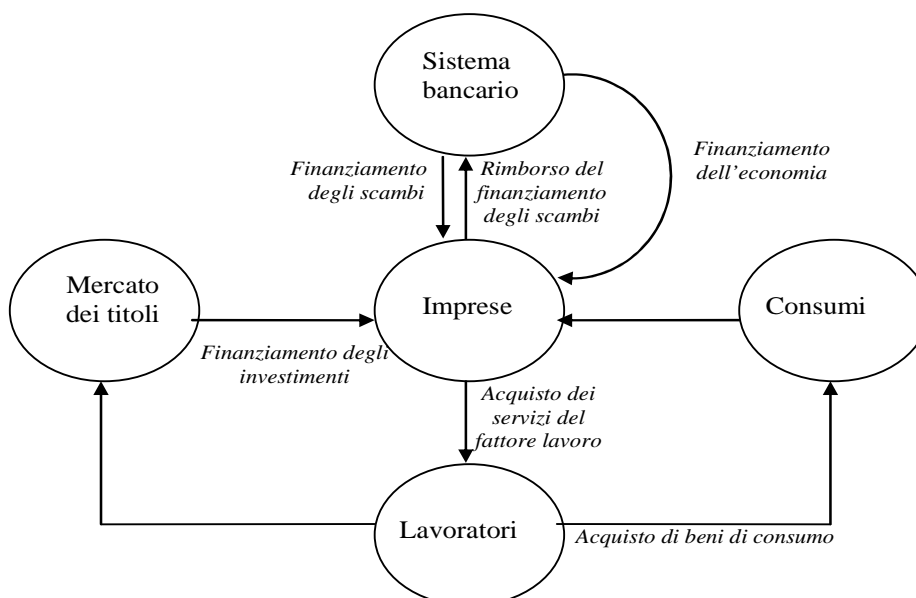 Sistema
bancario
Finanziamento
dell’economia
Finanziamento
degli scambi
Rimborso del
finanziamento
degli scambi
Mercato
dei titoli
Imprese
Consumi
Finanziamento degli
investimenti
Acquisto dei
servizi del
fattore lavoro
Lavoratori
Acquisto di beni di consumo